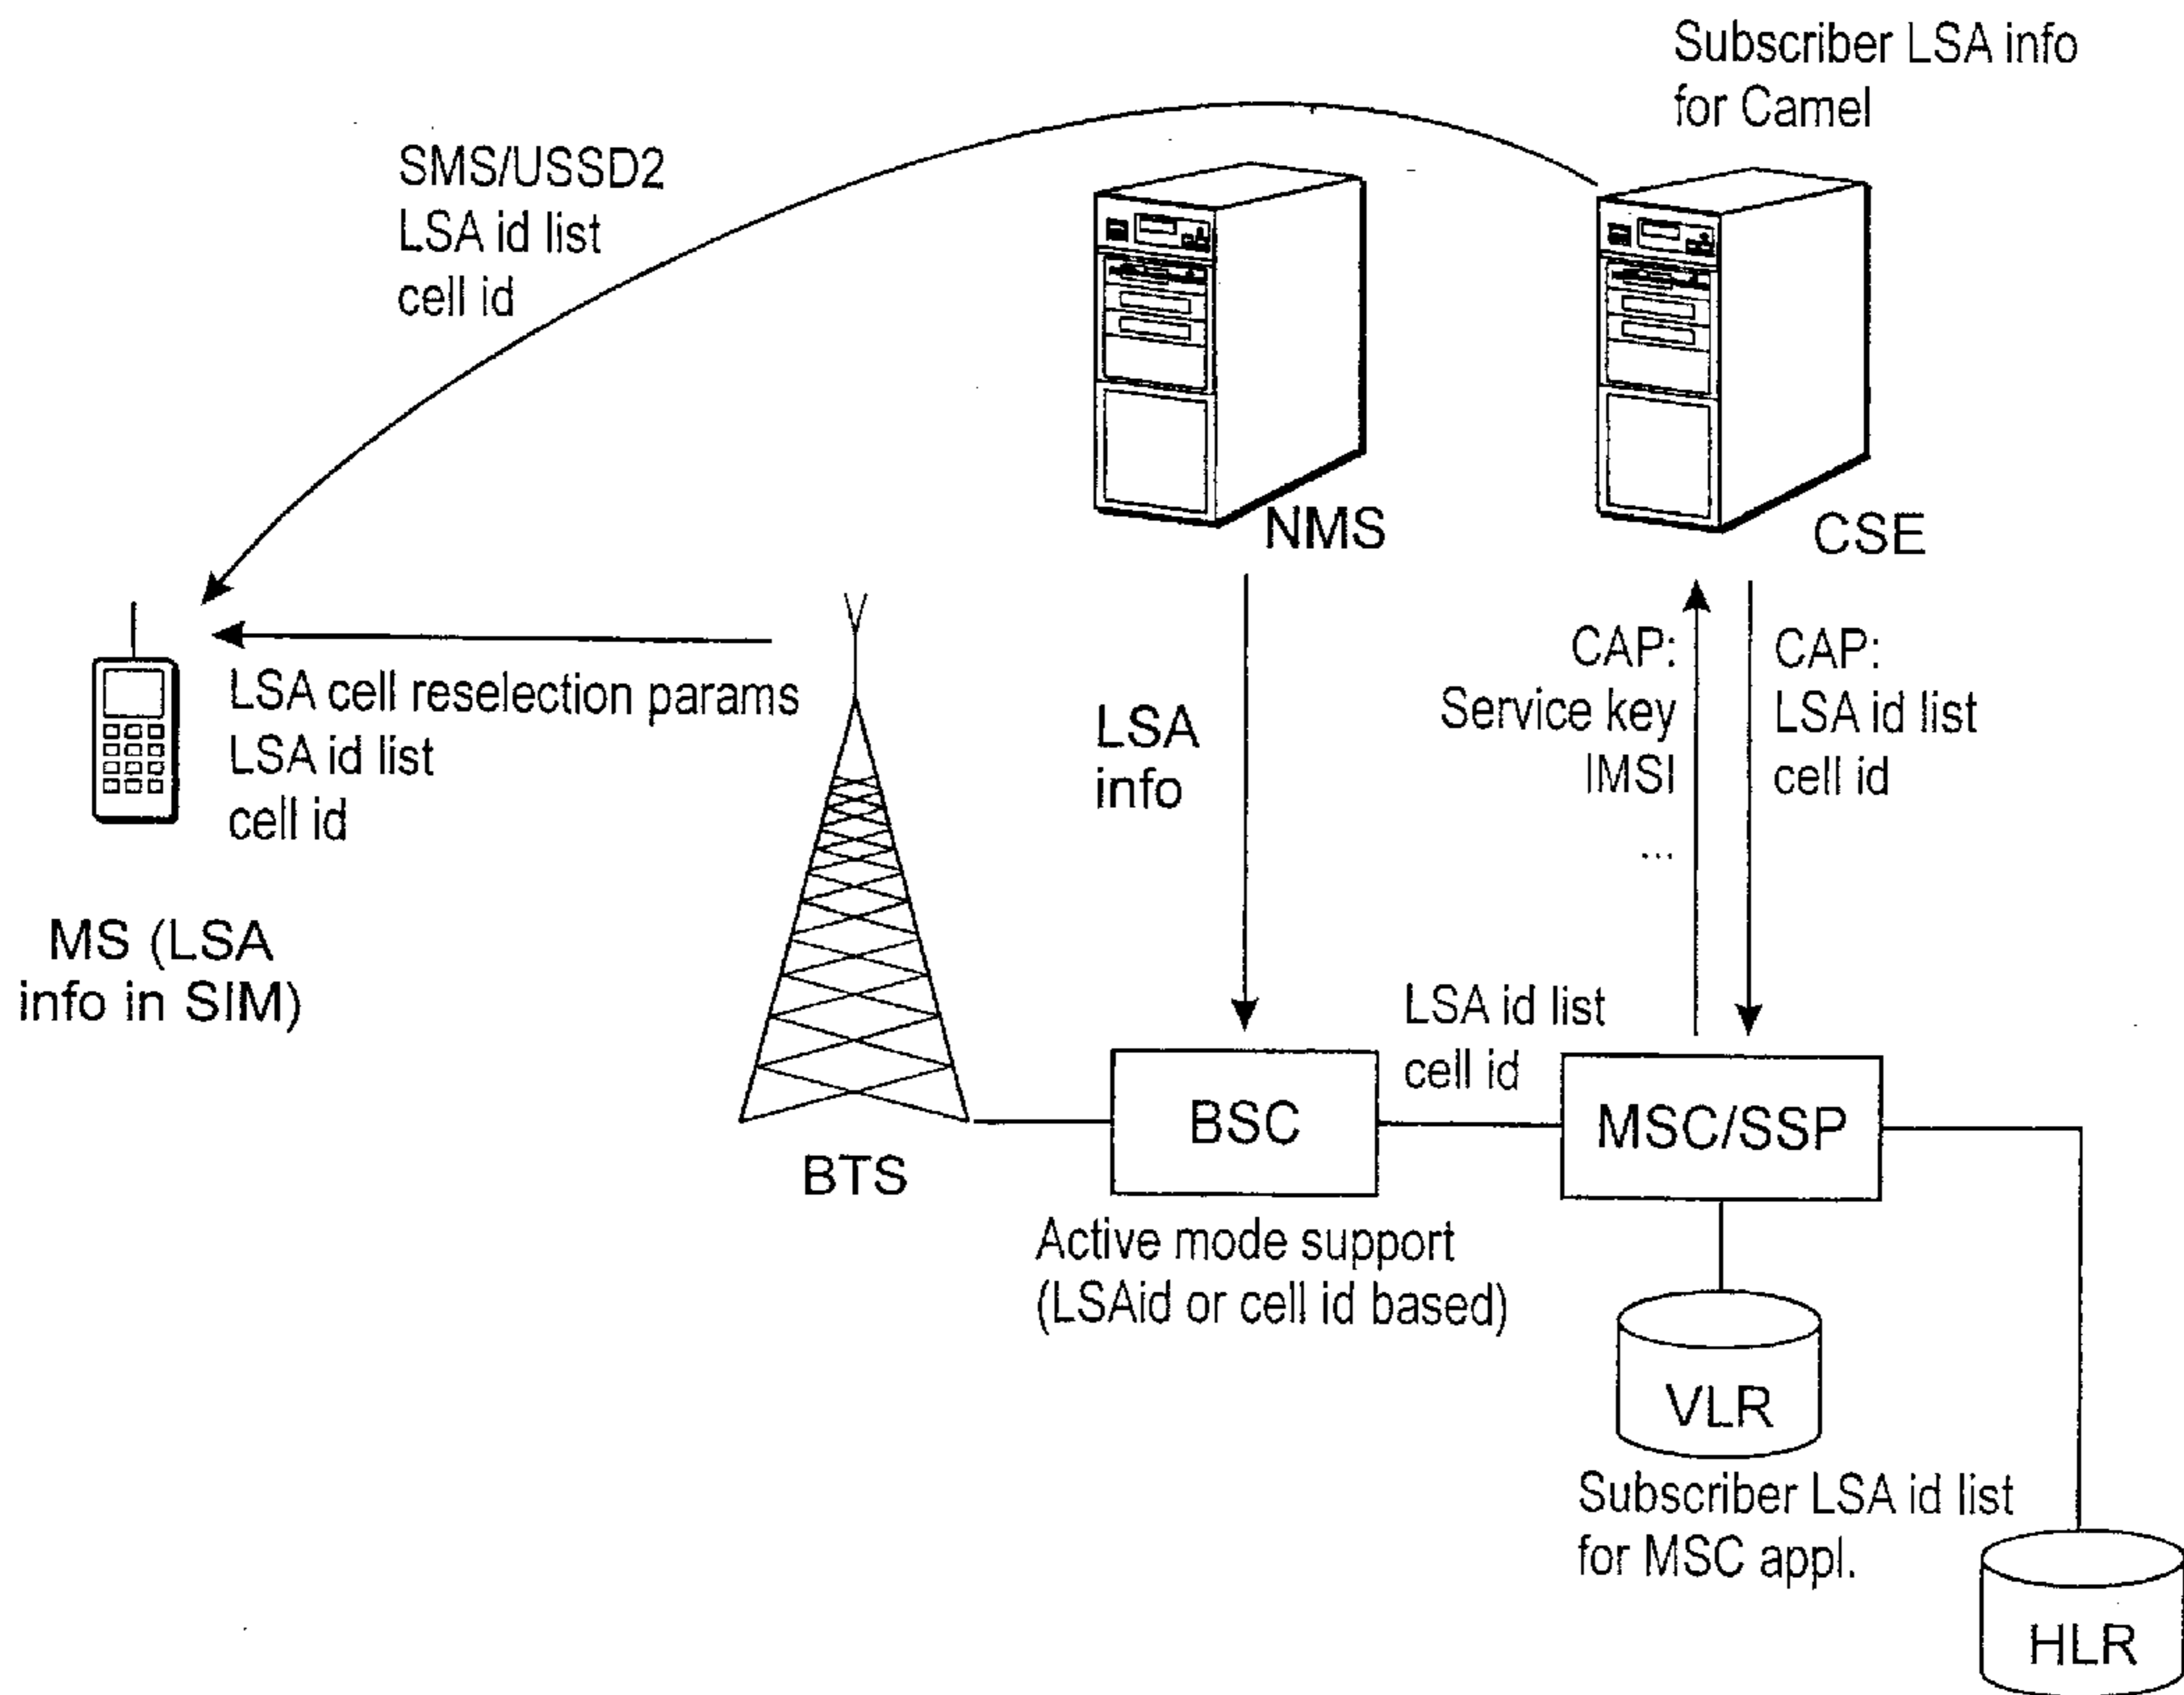 Subscriber LSA info
for Camel
SMS/USSD2
LSA id list
cell id
NMS
CSE
LSA cell reselection params
LSA id list
cell id
MS (LSA
info in SIM)
LSA
info
CAP:
Service key
IMSI
...
CAP:
LSA id list
cell id
LSA id list
cell id
BTS
BSC
MSC/SSP
Active mode support
(LSAid or cell id based)
VLR
Subscriber LSA id list
for MSC appl.
HLR